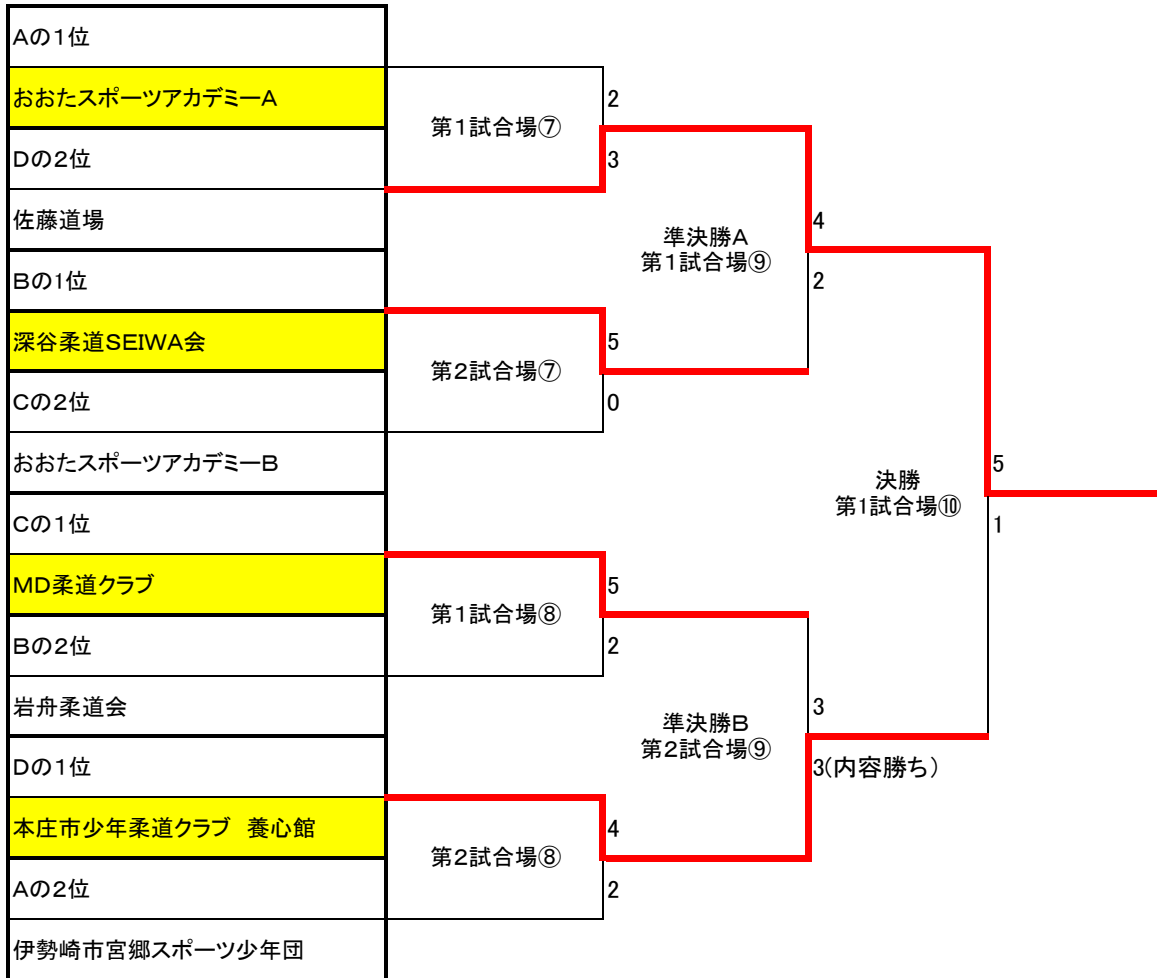 Aの1位
おおたスポーツアカデミーA
Dの2位
佐藤道場
Bの1位
深谷柔道SEIWA会
Cの2位
おおたスポーツアカデミーB
Cの1位
MD柔道クラブ
Bの2位
岩舟柔道会
Dの1位
本庄市少年柔道クラブ 養心館
Aの2位
伊勢崎市宮郷スポーツ少年団
第1試合場⑦
2
3
第2試合場⑦
5
0
第1試合場⑧
5
2
第2試合場⑧
4
2
準決勝A
第1試合場⑨
4
2
準決勝B
第2試合場⑨
3
3(内容勝ち)
決勝
第1試合場⑩
5
1